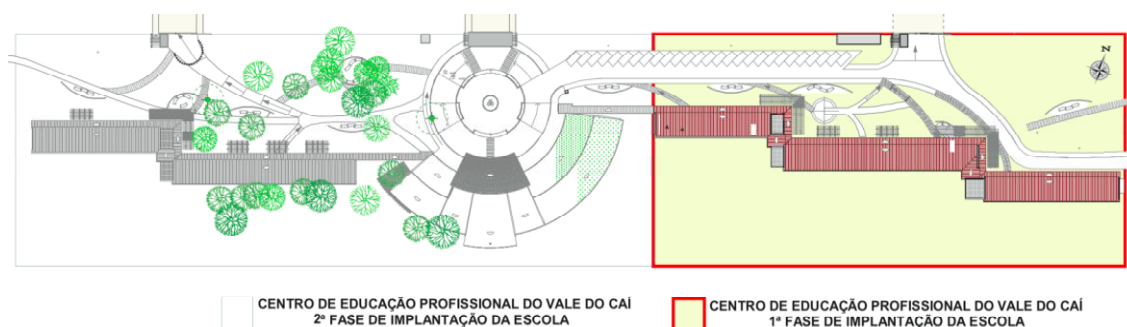 N
CENTRO DE EDUCAÇÃO PROFISSIONAL DO VALE DO CAÍ
2ª FASE DE IMPLANTAÇÃO DA ESCOLA
CENTRO DE EDUCAÇÃO PROFISSIONAL DO VALE DO CAÍ
1ª FASE DE IMPLANTAÇÃO DA ESCOLA